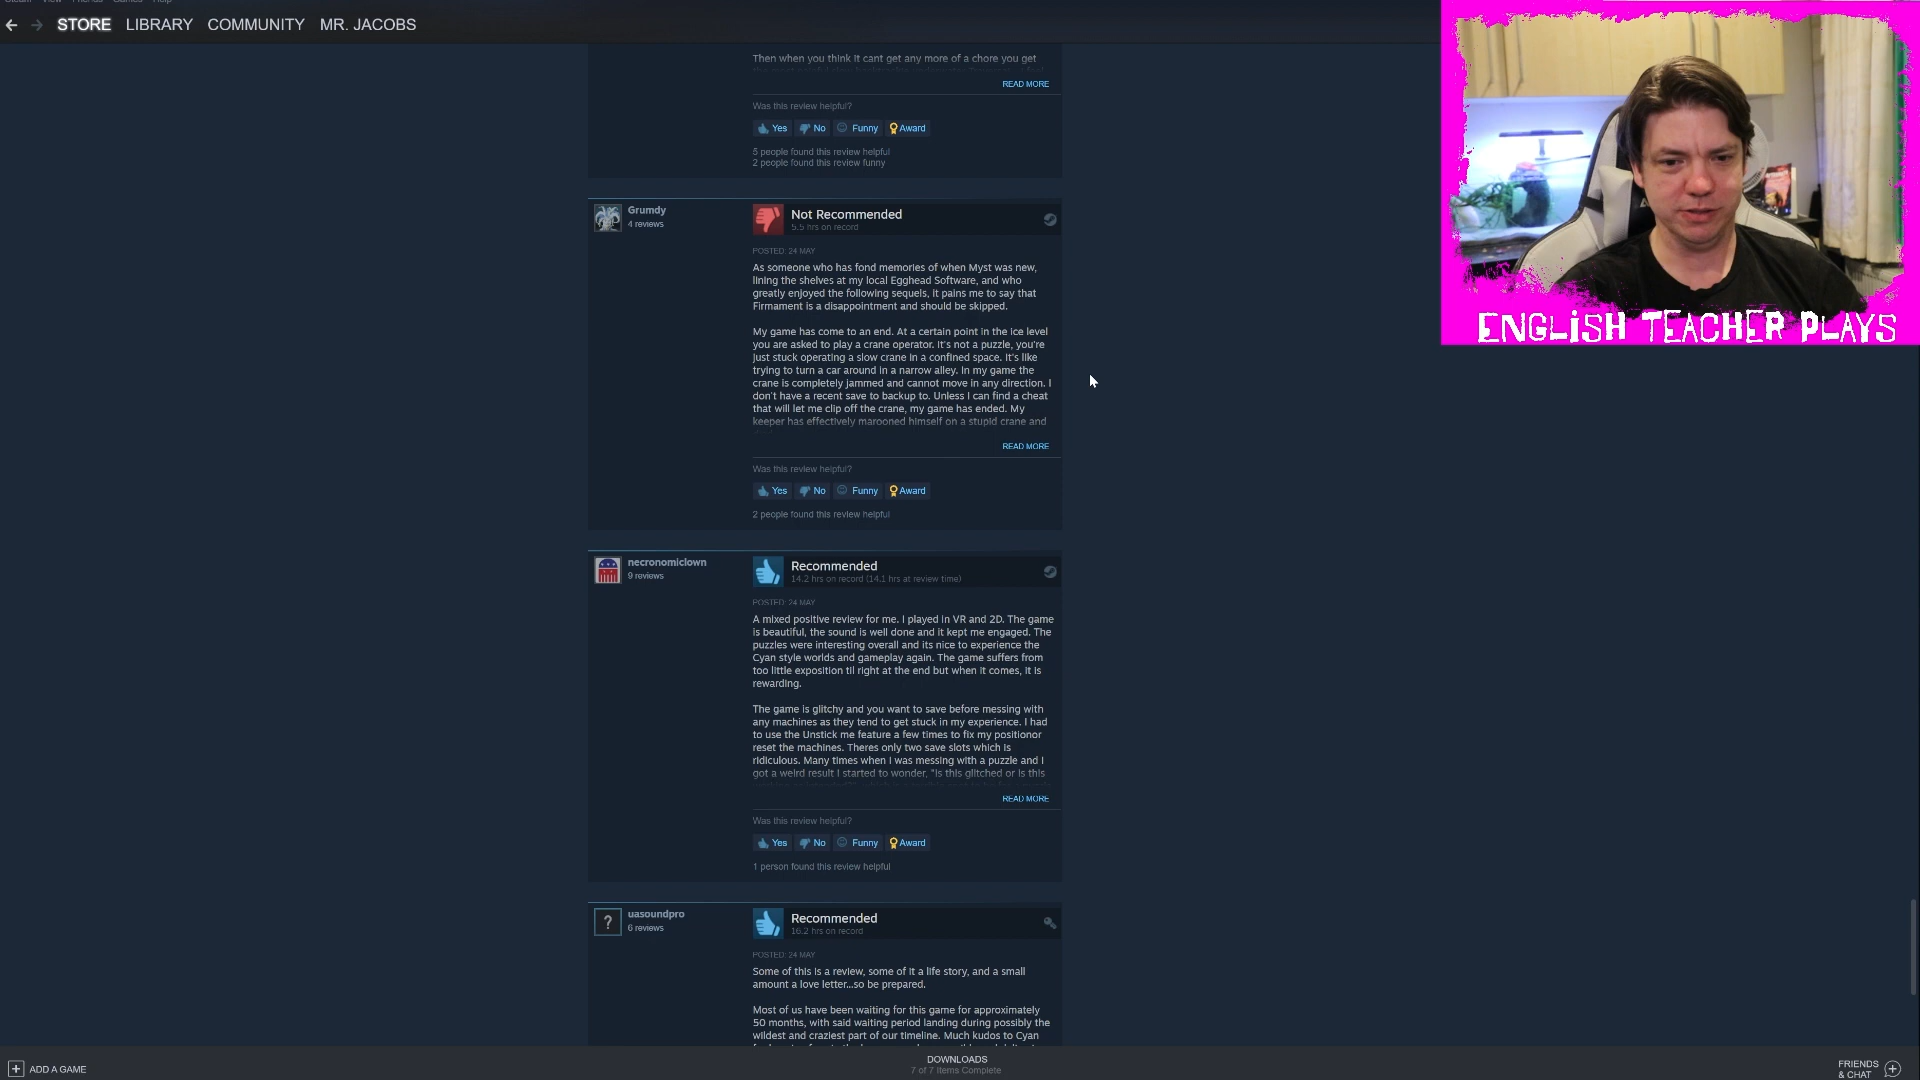 STORE LIBRARY COMMUNITY MR. JACOBS
Then when you think it cant get any more of a chore you get
READ MORE
Was this review helpful?
Yes No Funny Award
5 people found this review helpful
2 people found this review funny
Grumdy
4 reviews
Not Recommended
5.5 hrs on record
POSTED: 24 MAY
As someone who has fond memories of when Myst was new,
lining the shelves at my local Egghead Software, and who
greatly enjoyed the following sequels, it pains me to say that
Firmament is a disappointment and should be skipped.
My game has come to an end. At a certain point in the ice level
you are asked to play a crane operator. It's not a puzzle, you're
just stuck operating a slow crane in a confined space. It's like
trying to turn a car around in a narrow alley. In my game the
crane is completely jammed and cannot move in any direction. I
don't have a recent save to backup to. Unless I can find a cheat
that will let me clip off the crane, my game has ended. My
keeper has effectively marooned himself on a stupid crane and
READ MORE
Was this review helpful?
Yes No Funny Award
2 people found this review helpful
necronomiclown
9 reviews
Recommended
14.2 hrs on record (14.1 hrs at review time)
POSTED: 24 MAY
A mixed positive review for me. I played in VR and 2D. The game
is beautiful, the sound is well done and it kept me engaged. The
puzzles were interesting overall and its nice to experience the
Cyan style worlds and gameplay again. The game suffers from
too little exposition til right at the end but when it comes, it is
rewarding.
The game is glitchy and you want to save before messing with
any machines as they tend to get stuck in my experience. I had
to use the Unstick me feature a few times to fix my positionor
reset the machines. Theres only two save slots which is
ridiculous. Many times when I was messing with a puzzle and I
got a weird result I started to wonder, "is this glitched or is this
READ MORE
Was this review helpful?
Yes No Funny Award
1 person found this review helpful
uasoundpro
6 reviews
Recommended
16.2 hrs on record
POSTED: 24 MAY
Some of this is a review, some of it a life story, and a small
amount a love letter...so be prepared.
Most of us have been waiting for this game for approximately
50 months, with said waiting period landing during possibly the
wildest and craziest part of our timeline. Much kudos to Cyan
ENGLISH TEACHER PLAYS
ADD A GAME
DOWNLOADS
7 of 7 Items Complete
FRIENDS
& CHAT